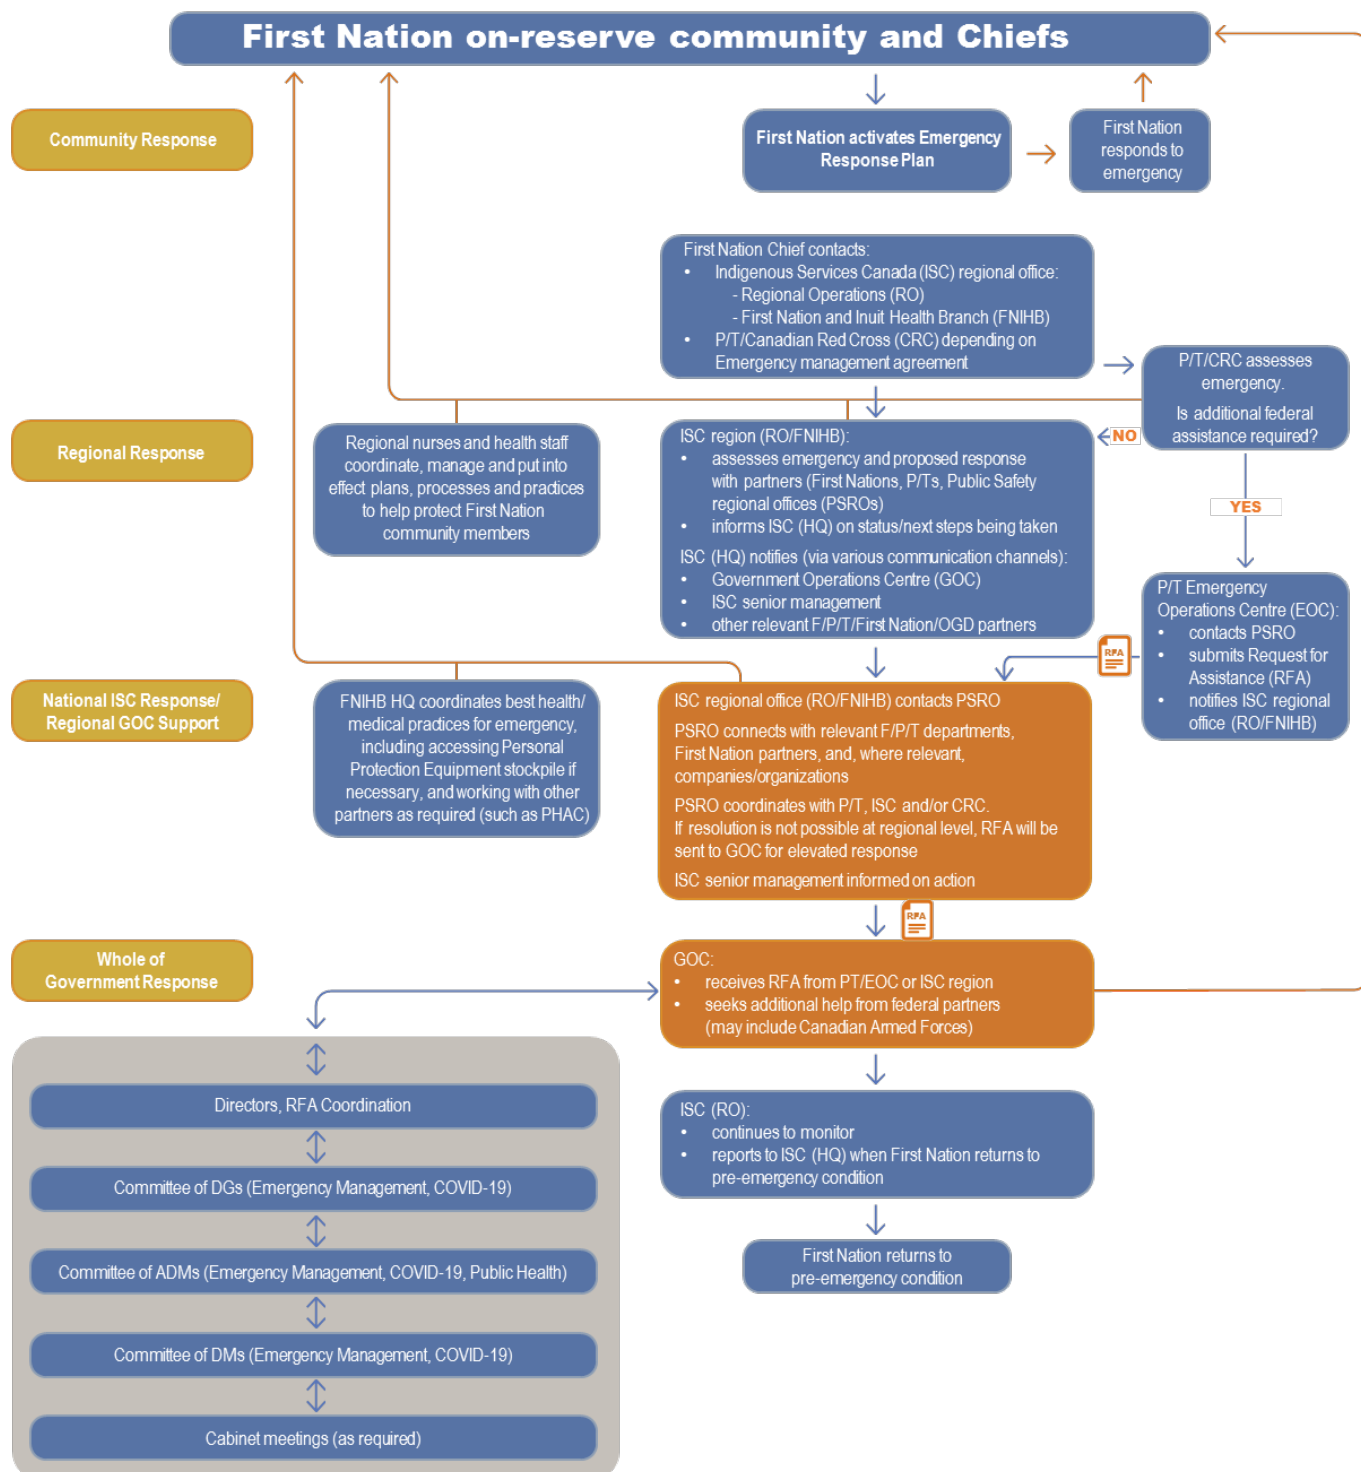 First Nation on-reserve community and Chiefs
Community Response
First Nation activates Emergency
Response Plan
First Nation
responds to
emergency
First Nation Chief contacts:
• Indigenous Services Canada (ISC) regional office:
- Regional Operations (RO)
- First Nation and Inuit Health Branch (FNIHB)
• P/T/Canadian Red Cross (CRC) depending on
Emergency management agreement
P/T/CRC assesses
emergency.
Is additional federal
assistance required?
NO
YES
Regional Response
Regional nurses and health staff
coordinate, manage and put into
effect plans, processes and practices
to help protect First Nation
community members
ISC region (RO/FNIHB):
• assesses emergency and proposed response
with partners (First Nations, P/Ts, Public Safety
regional offices (PSROs)
• informs ISC (HQ) on status/next steps being taken
ISC (HQ) notifies (via various communication channels):
• Government Operations Centre (GOC)
• ISC senior management
• other relevant F/P/T/First Nation/OGD partners
P/T Emergency
Operations Centre (EOC):
• contacts PSRO
• submits Request for
Assistance (RFA)
• notifies ISC regional
office (RO/FNIHB)
RFA
National ISC Response/
Regional GOC Support
FNIHB HQ coordinates best health/
medical practices for emergency,
including accessing Personal
Protection Equipment stockpile if
necessary, and working with other
partners as required (such as PHAC)
ISC regional office (RO/FNIHB) contacts PSRO
PSRO connects with relevant F/P/T departments,
First Nation partners, and, where relevant,
companies/organizations
PSRO coordinates with P/T, ISC and/or CRC.
If resolution is not possible at regional level, RFA will be
sent to GOC for elevated response
ISC senior management informed on action
RFA
Whole of
Government Response
GOC:
• receives RFA from PT/EOC or ISC region
• seeks additional help from federal partners
(may include Canadian Armed Forces)
Directors, RFA Coordination
Committee of DGs (Emergency Management, COVID-19)
Committee of ADMs (Emergency Management, COVID-19, Public Health)
Committee of DMs (Emergency Management, COVID-19)
Cabinet meetings (as required)
ISC (RO):
• continues to monitor
• reports to ISC (HQ) when First Nation returns to
pre-emergency condition
First Nation returns to
pre-emergency condition